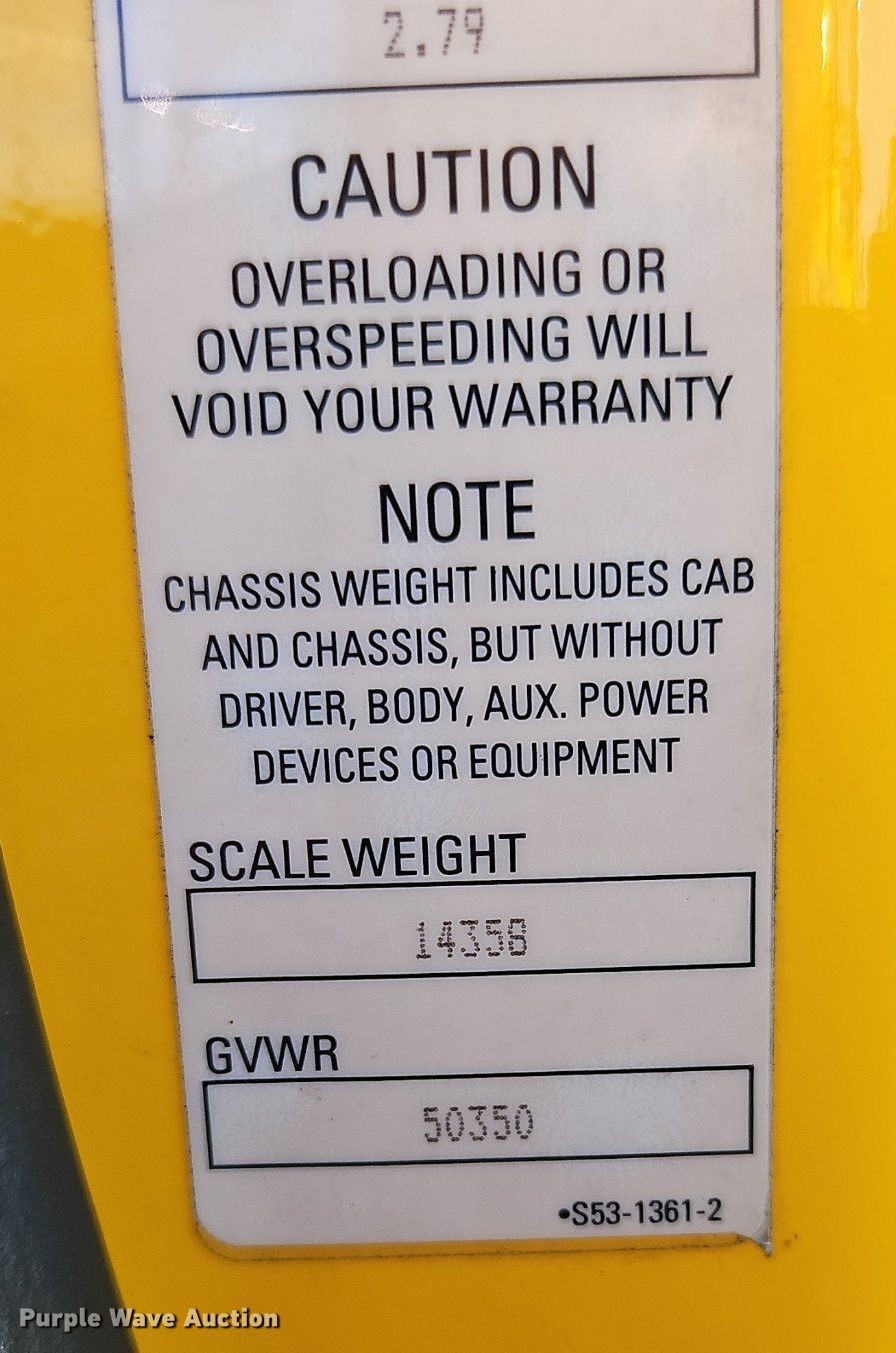 2.79
CAUTION
OVERLOADING OR
OVERSPEEDING WILL
VOID YOUR WARRANTY
NOTE
CHASSIS WEIGHT INCLUDES CAB
AND CHASSIS, BUT WITHOUT
DRIVER, BODY, AUX. POWER
DEVICES OR EQUIPMENT
SCALE WEIGHT
14358
GVWR
50350
•S53-1361-2
Purple Wave Auction